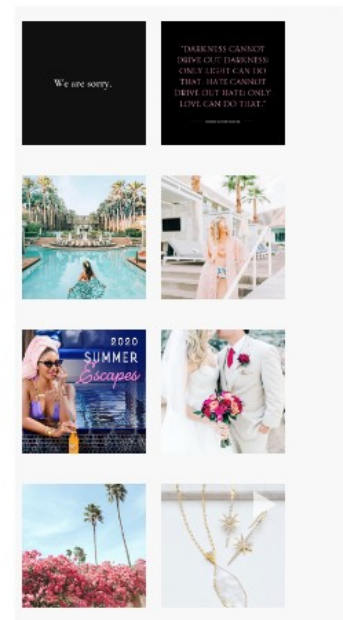 We are sorry.
"DARKNESS CANNOT
DRIVE OUT DARKNESS:
ONLY LIGHT CAN DO
THAT. HATE CANNOT
DRIVE OUT HATE; ONLY
LOVE CAN DO THAT."
2020
SUMMER
Escapes